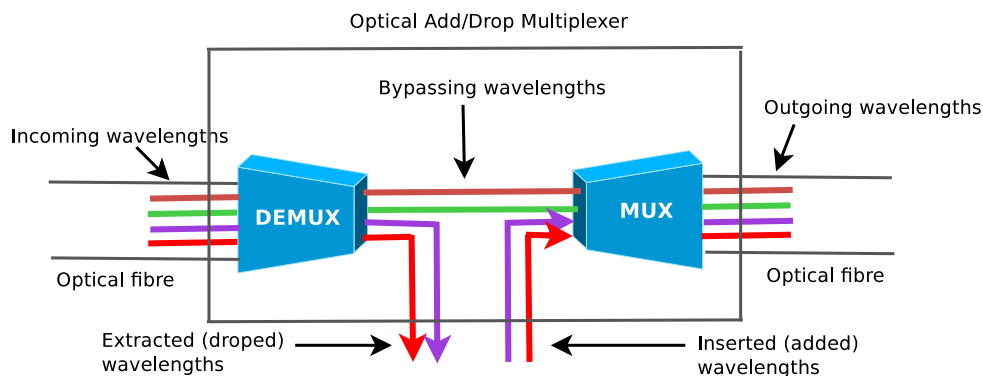 Optical Add/Drop Multiplexer
Bypassing wavelengths
Outgoing wavelengths
Incoming wavelengths
DEMUX
MUX
Optical fibre
Optical fibre
Extracted (droped)
wavelengths
Inserted (added)
wavelengths